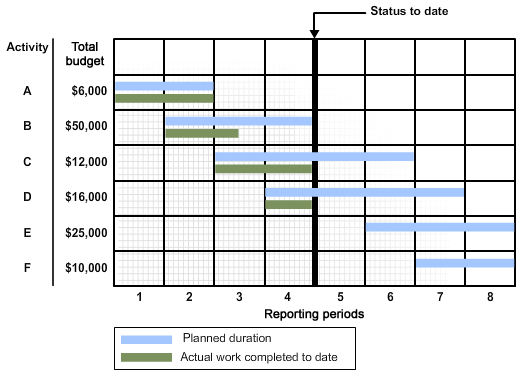 Status to date
Activity Total budget
A $6,000
B $50,000
C $12,000
D $16,000
E $25,000
F $10,000
1 2 3 4 5 6 7 8
Reporting periods
Planned duration
Actual work completed to date